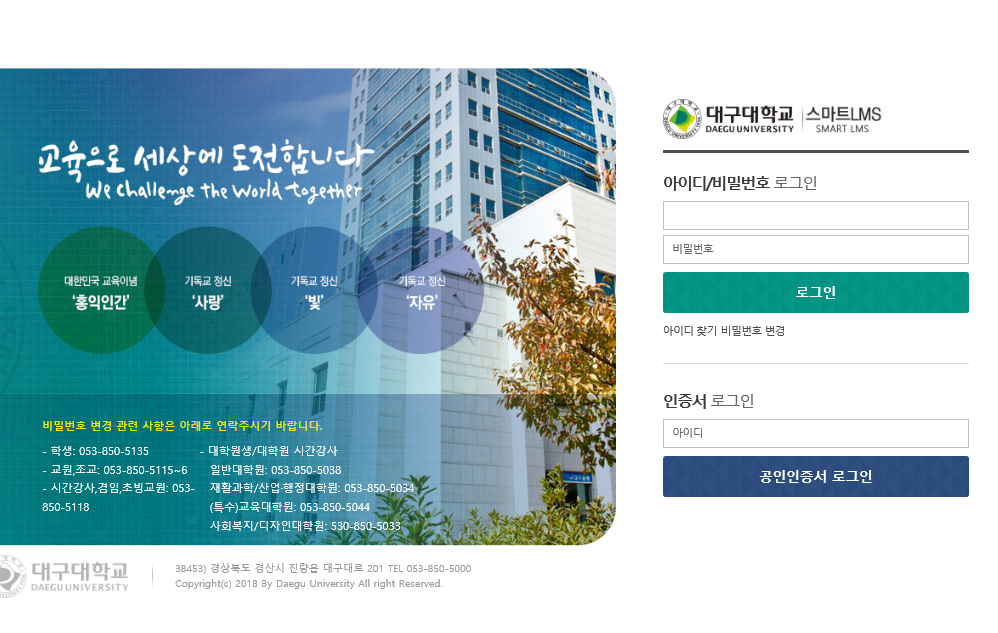 교육으로 세상에 도전합니다
We challenge the World together
대한민국 교육이념
'홍익인간'
기독교 정신
'사랑'
기독교 정신
'빛'
기독교 정신
'자유'
비밀번호 변경 관련 사항은 아래로 연락주시기 바랍니다.
- 학생: 053-850-5135
- 교원,조교: 053-850-5115~6
- 시간강사,겸임,초빙교원: 053-
850-5118
- 대학원생/대학원 시간강사
일반대학원: 053-850-5038
재활과학/산업·행정대학원: 053-850-5034
(특수)교육대학원: 053-850-5044
사회복지/디자인대학원: 530-850-5033
대구대학교
DAEGU UNIVERSITY
스마트LMS
SMART LMS
아이디/비밀번호 로그인
비밀번호
로그인
아이디 찾기 비밀번호 변경
인증서 로그인
아이디
공인인증서 로그인
대구대학교
DAEGU UNIVERSITY
38453) 경상북도 경산시 진량읍 대구대로 201 TEL 053-850-5000
Copyright(c) 2018 By Daegu University All right Reserved.